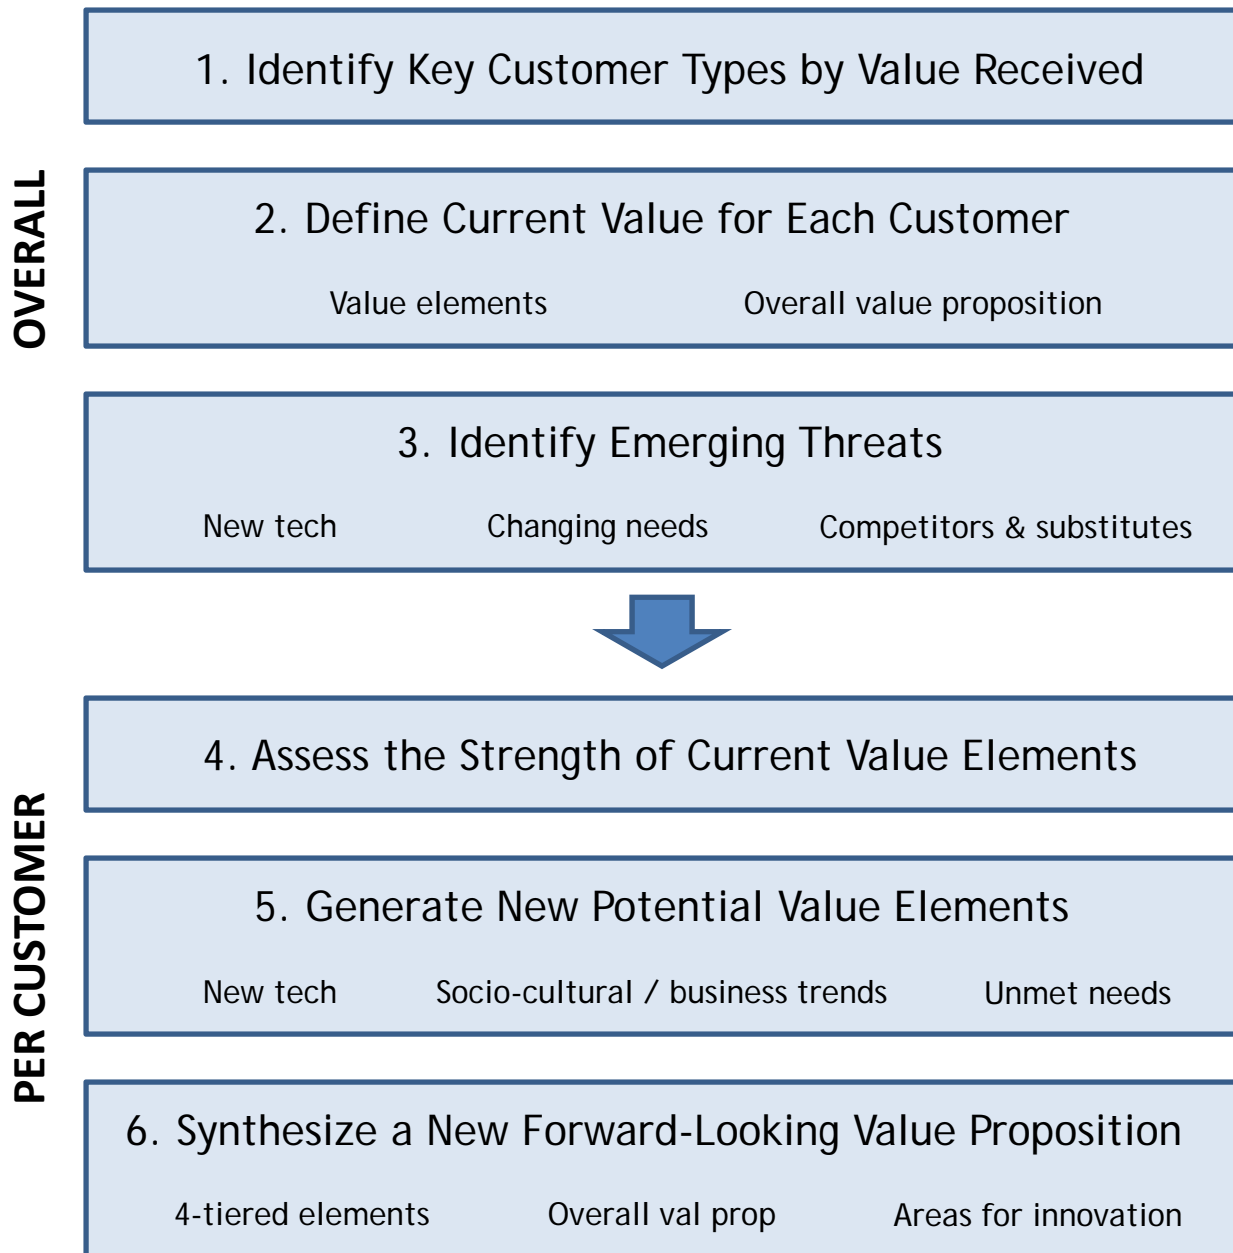 OVERALL
1. Identify Key Customer Types by Value Received
2. Define Current Value for Each Customer
Value elements Overall value proposition
3. Identify Emerging Threats
New tech Changing needs Competitors & substitutes
PER CUSTOMER
4. Assess the Strength of Current Value Elements
5. Generate New Potential Value Elements
New tech Socio-cultural / business trends Unmet needs
6. Synthesize a New Forward-Looking Value Proposition
4-tiered elements Overall val prop Areas for innovation